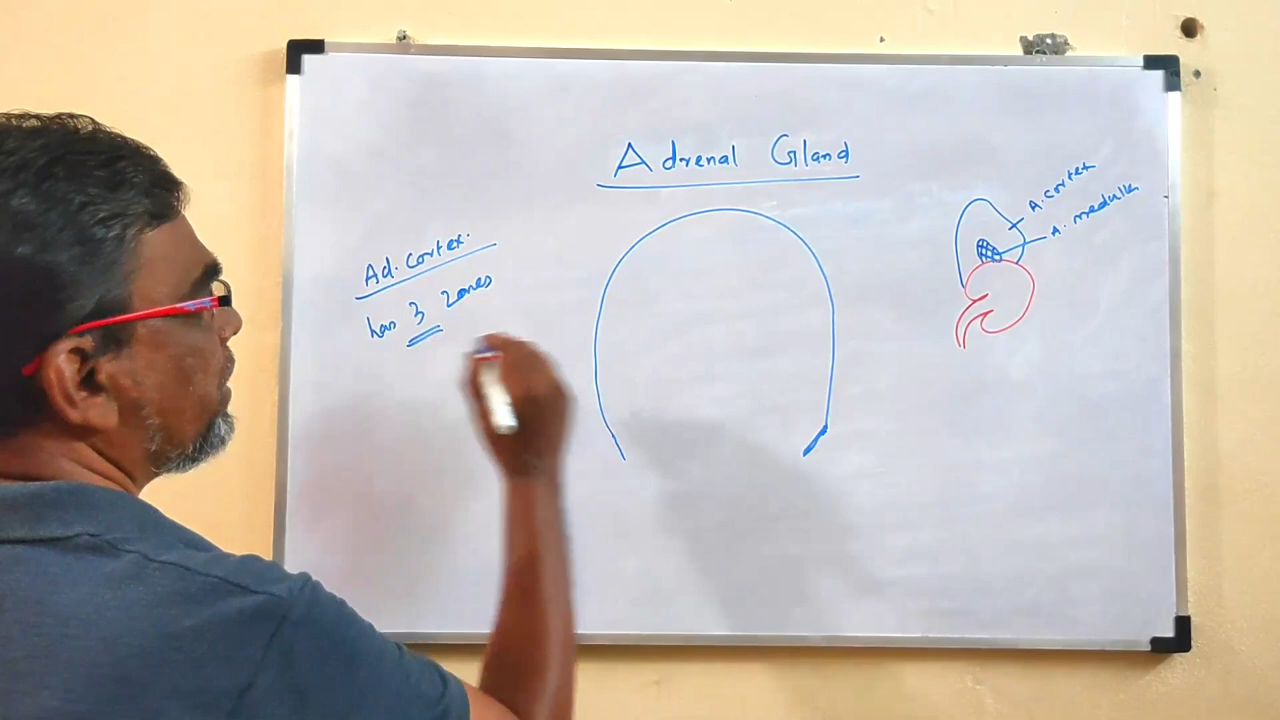 Adrenal Gland
Ad. cortex.
has 3 zones
A. cortex
A. medulla